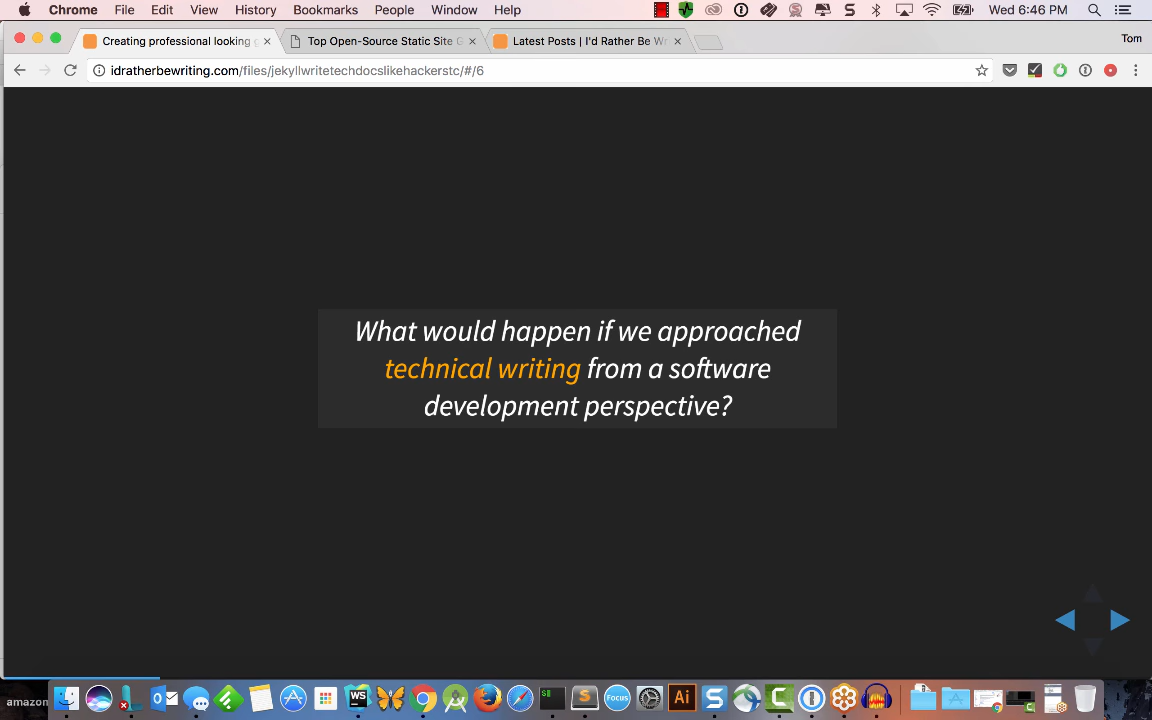 Chrome File Edit View History Bookmarks People Window Help Wed 6:46 PM
Creating professional looking Top Open-Source Static Site G Latest Posts | I'd Rather Be Wr Tom
idratherbewriting.com/files/jekyllwritetechdocslikehackerstc/#/6
What would happen if we approached
technical writing from a software
development perspective?
amazon WS $ S FOCUS Ai S C